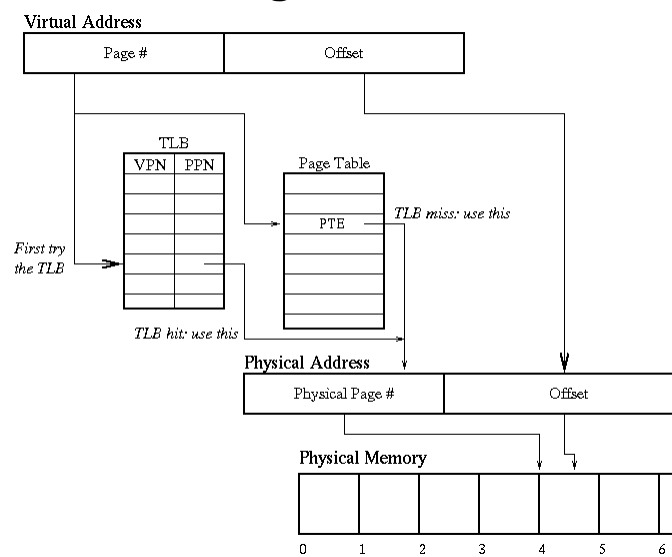 Virtual Address
Page #
Offset
TLB
VPN
PPN
Page Table
PTE
TLB miss: use this
First try
the TLB
TLB hit: use this
Physical Address
Physical Page #
Offset
Physical Memory
0 1 2 3 4 5 6